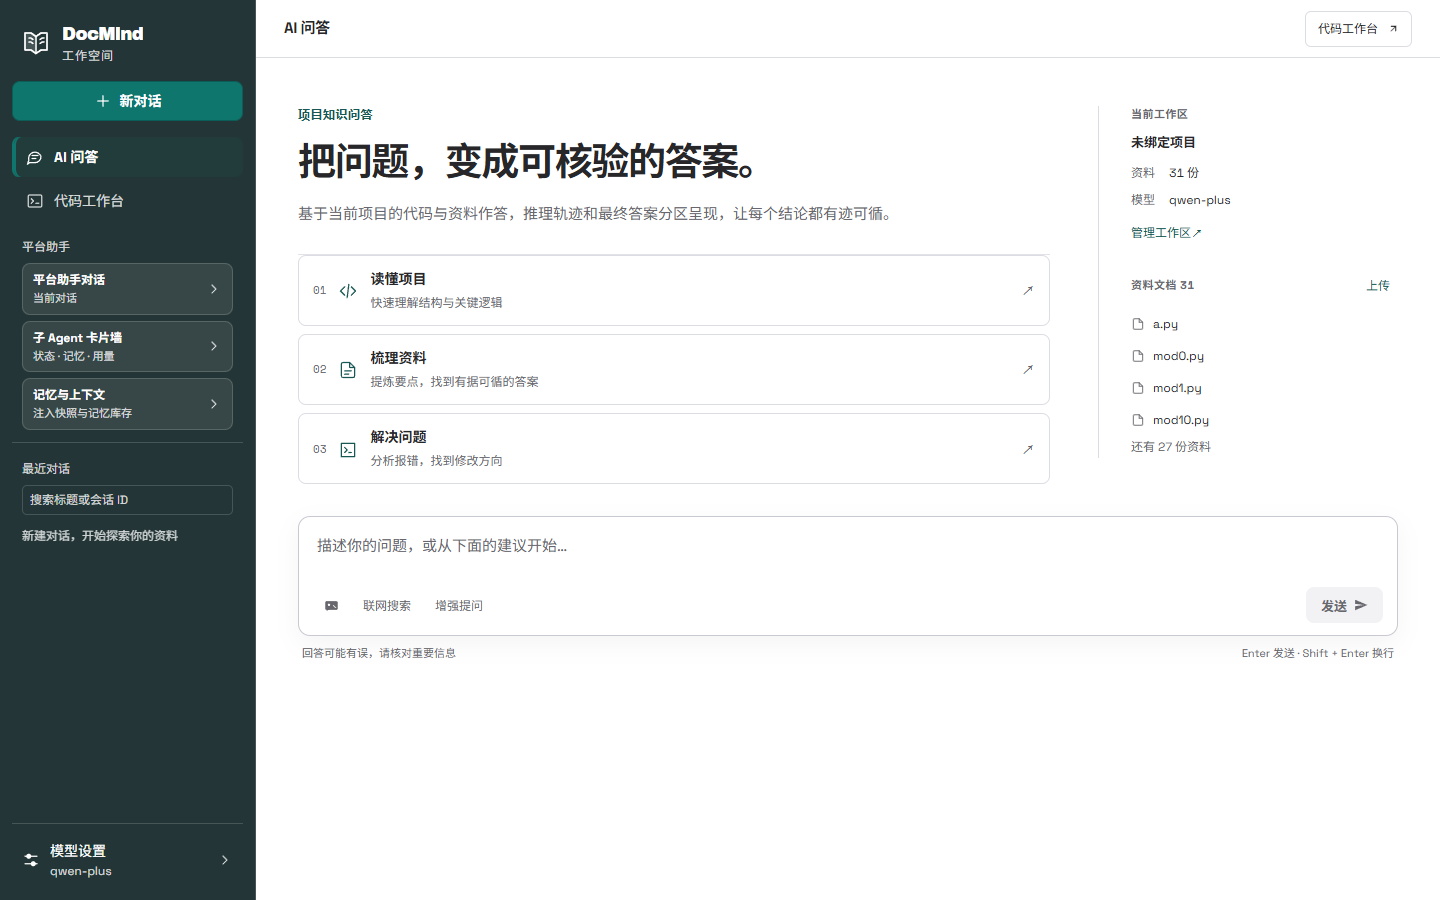 DocMind
工作空间
新对话
AI 问答
代码工作台
平台助手
平台助手对话
当前对话
子 Agent 卡片墙
状态 · 记忆 · 用量
记忆与上下文
注入快照与记忆库存
最近对话
搜索标题或会话 ID
新建对话，开始探索你的资料
模型设置
qwen-plus
AI 问答
代码工作台
项目知识问答
把问题，变成可核验的答案。
基于当前项目的代码与资料作答，推理轨迹和最终答案分区呈现，让每个结论都有迹可循。
01
读懂项目
快速理解结构与关键逻辑
02
梳理资料
提炼要点，找到有据可循的答案
03
解决问题
分析报错，找到修改方向
当前工作区
未绑定项目
资料 31 份
模型 qwen-plus
管理工作区↗
资料文档 31 上传
a.py
mod0.py
mod1.py
mod10.py
还有 27 份资料
描述你的问题，或从下面的建议开始...
联网搜索 增强提问
发送
回答可能有误，请核对重要信息
Enter 发送 · Shift + Enter 换行